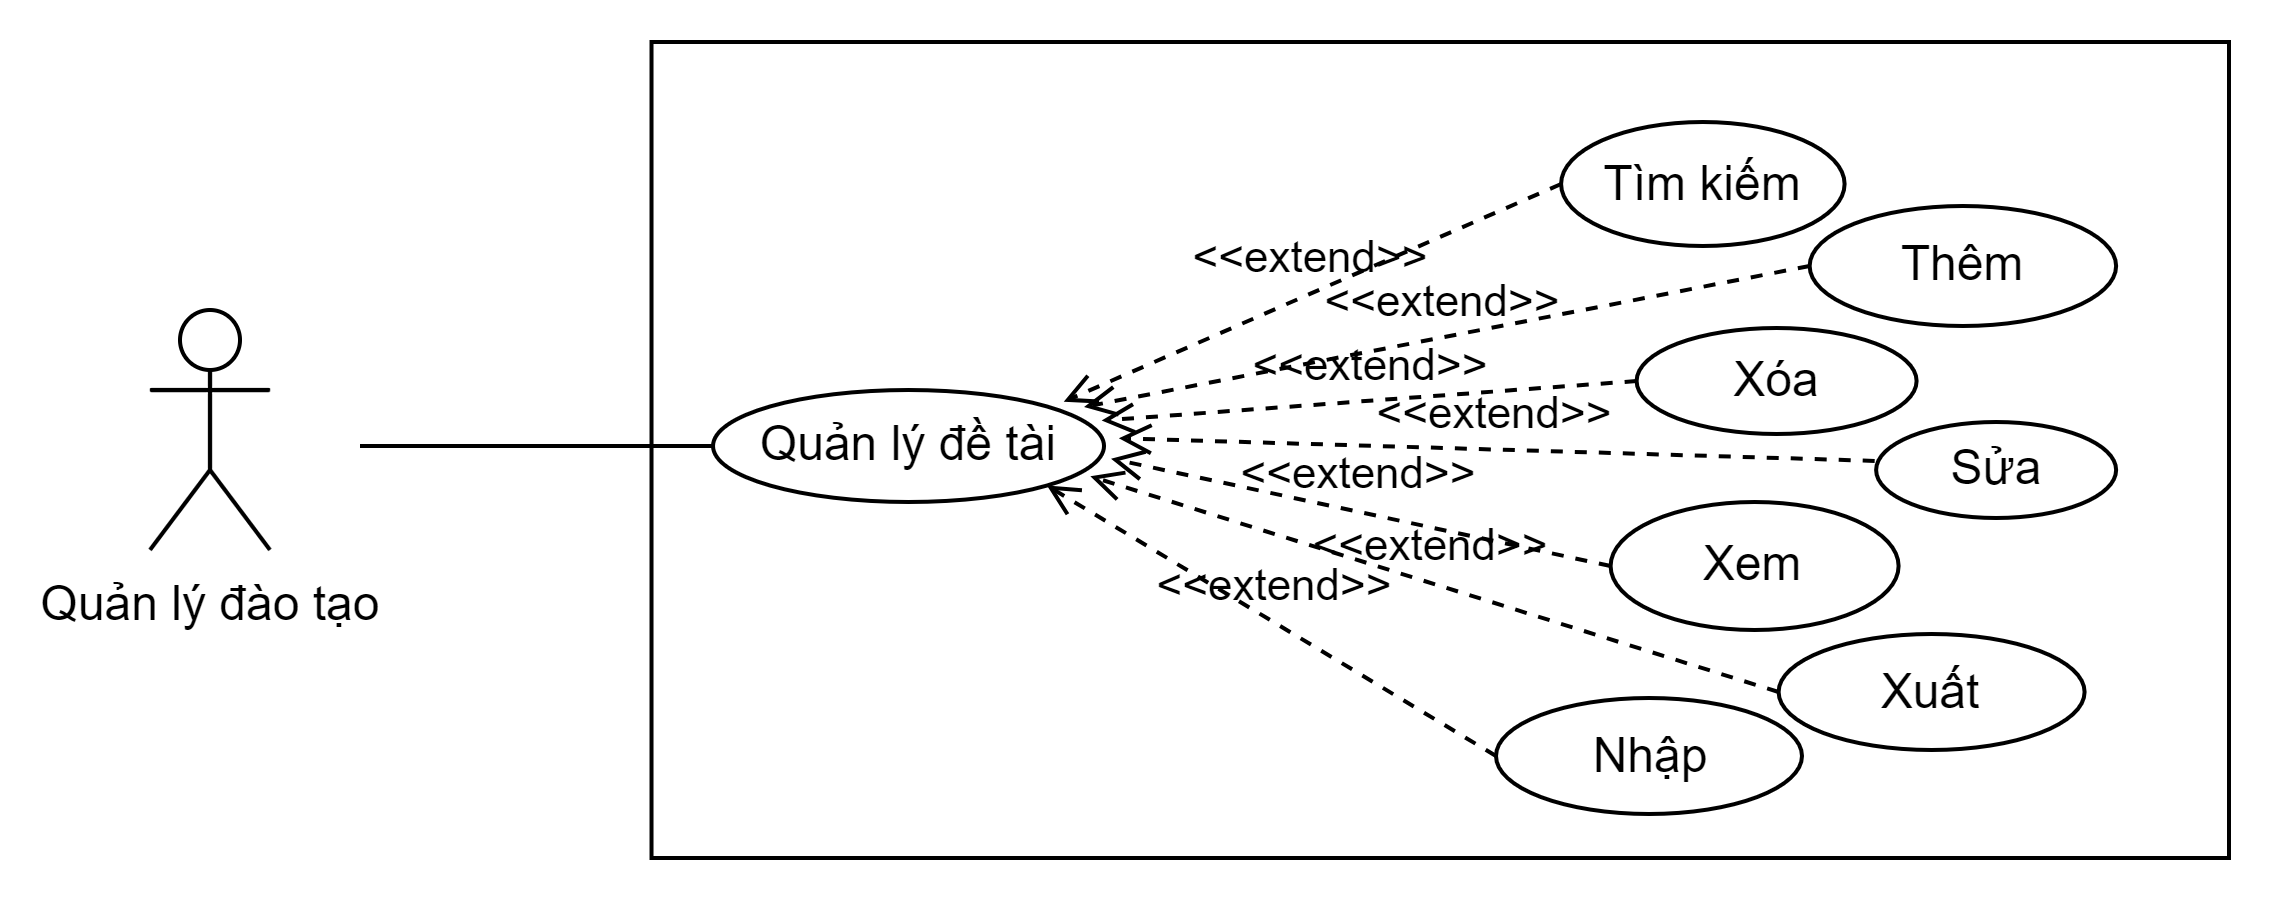 Tìm kiếm
<<extend>>
Thêm
<<extend>>
<<extend>>
Xóa
<<extend>>
Quản lý đề tài
Sửa
<<extend>>
<<extend>>
Xem
<<extend>>
Quản lý đào tạo
Xuất
Nhập